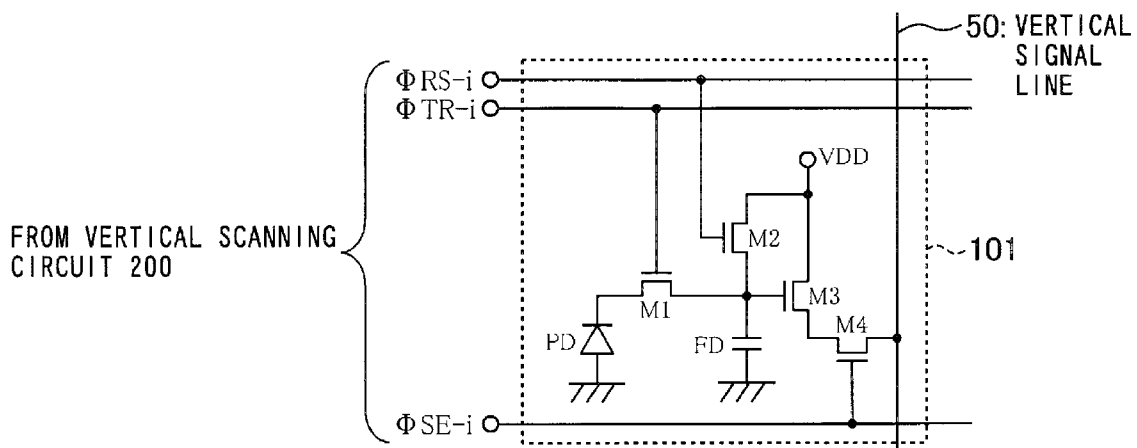 50: VERTICAL
SIGNAL
LINE
ΦRS-i
ΦTR-i
VDD
FROM VERTICAL SCANNING
CIRCUIT 200
M2
101
M1
M3
M4
PD
FD
ΦSE-i